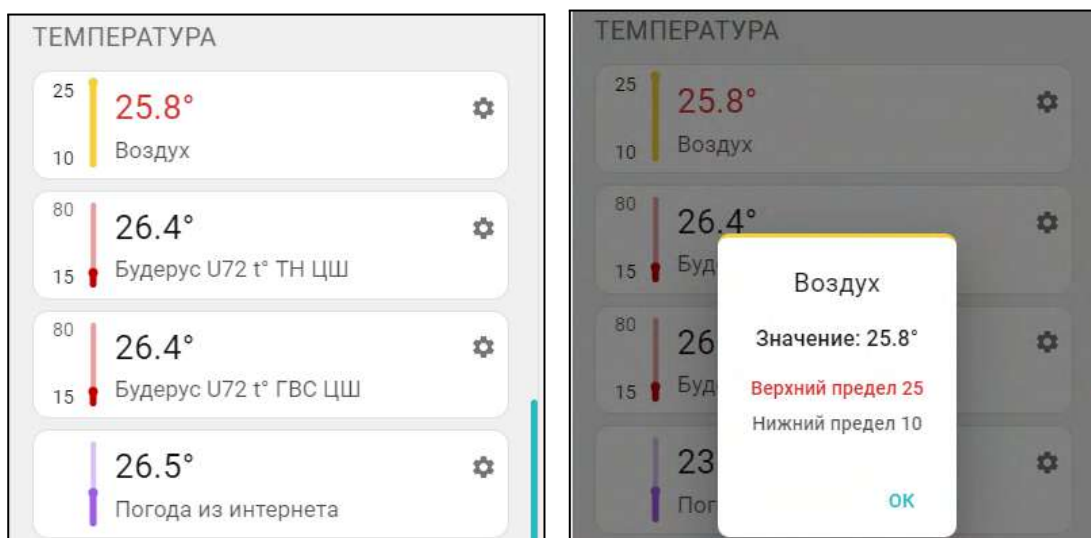 ТЕМПЕРАТУРА
25
25.8°
Воздух
10
80
26.4°
Будерус U72 t° ТН ЦШ
15
80
26.4°
Будерус U72 t° ГВС ЦШ
15
26.5°
Погода из интернета
ТЕМПЕРАТУРА
25
25.8°
Воздух
10
80
26.4°
Буд
15
80
26
Буд
15
23
Пог
Воздух
Значение: 25.8°
Верхний предел 25
Нижний предел 10
ОК